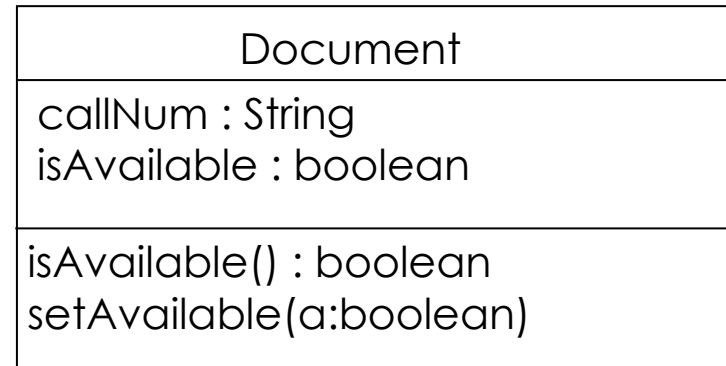 Document
callNum : String
isAvailable : boolean
isAvailable() : boolean
setAvailable(a:boolean)